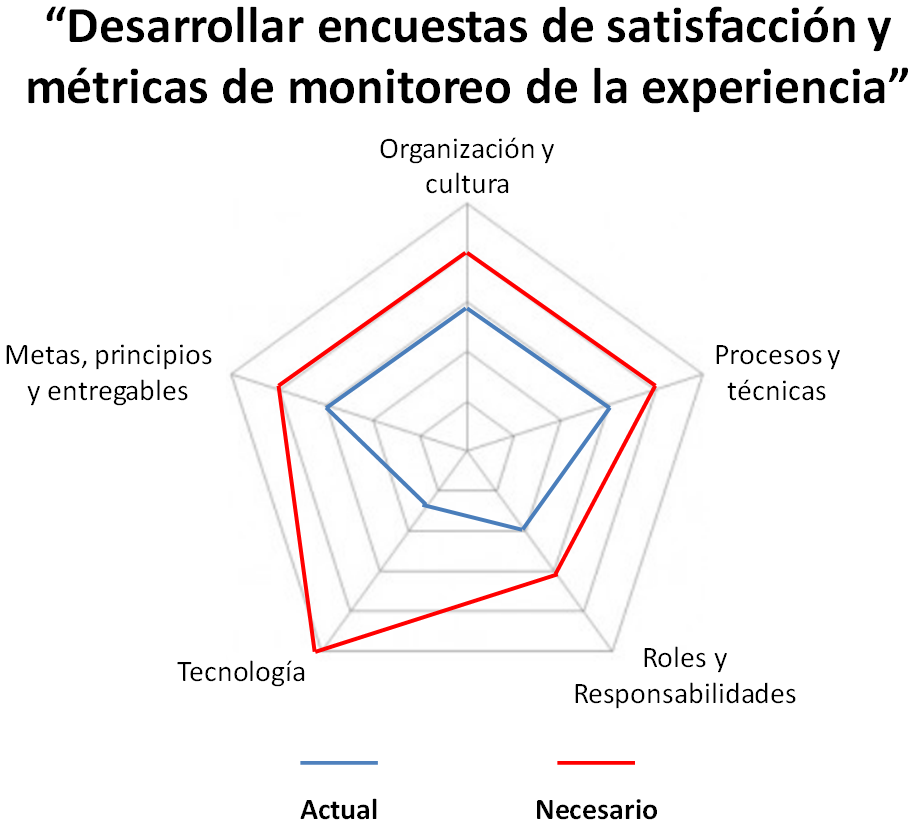 “Desarrollar encuestas de satisfacción y
métricas de monitoreo de la experiencia”
Organización y
cultura
Metas, principios
y entregables
Procesos y
técnicas
Tecnología
Roles y
Responsabilidades
Actual
Necesario